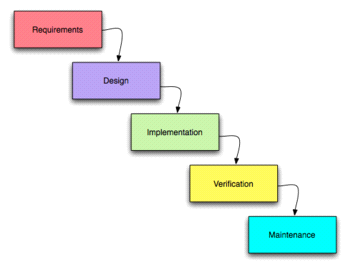 Requirements
Design
Implementation
Verification
Maintenance